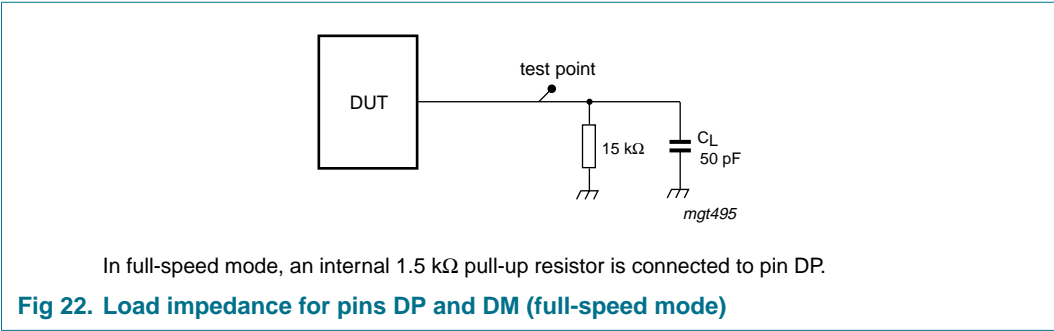 test point
DUT
15 kΩ
CL
50 pF
mgt495
In full-speed mode, an internal 1.5 kΩ pull-up resistor is connected to pin DP.
Fig 22. Load impedance for pins DP and DM (full-speed mode)